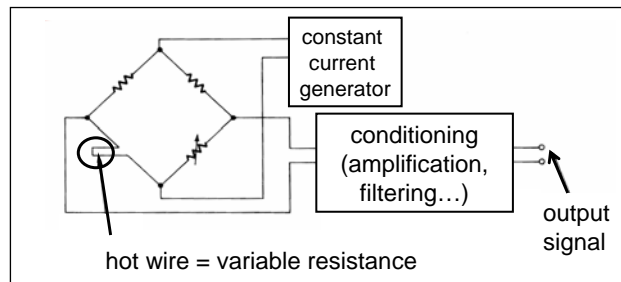 constant
current
generator
conditioning
(amplification,
filtering…)
output
signal
hot wire = variable resistance